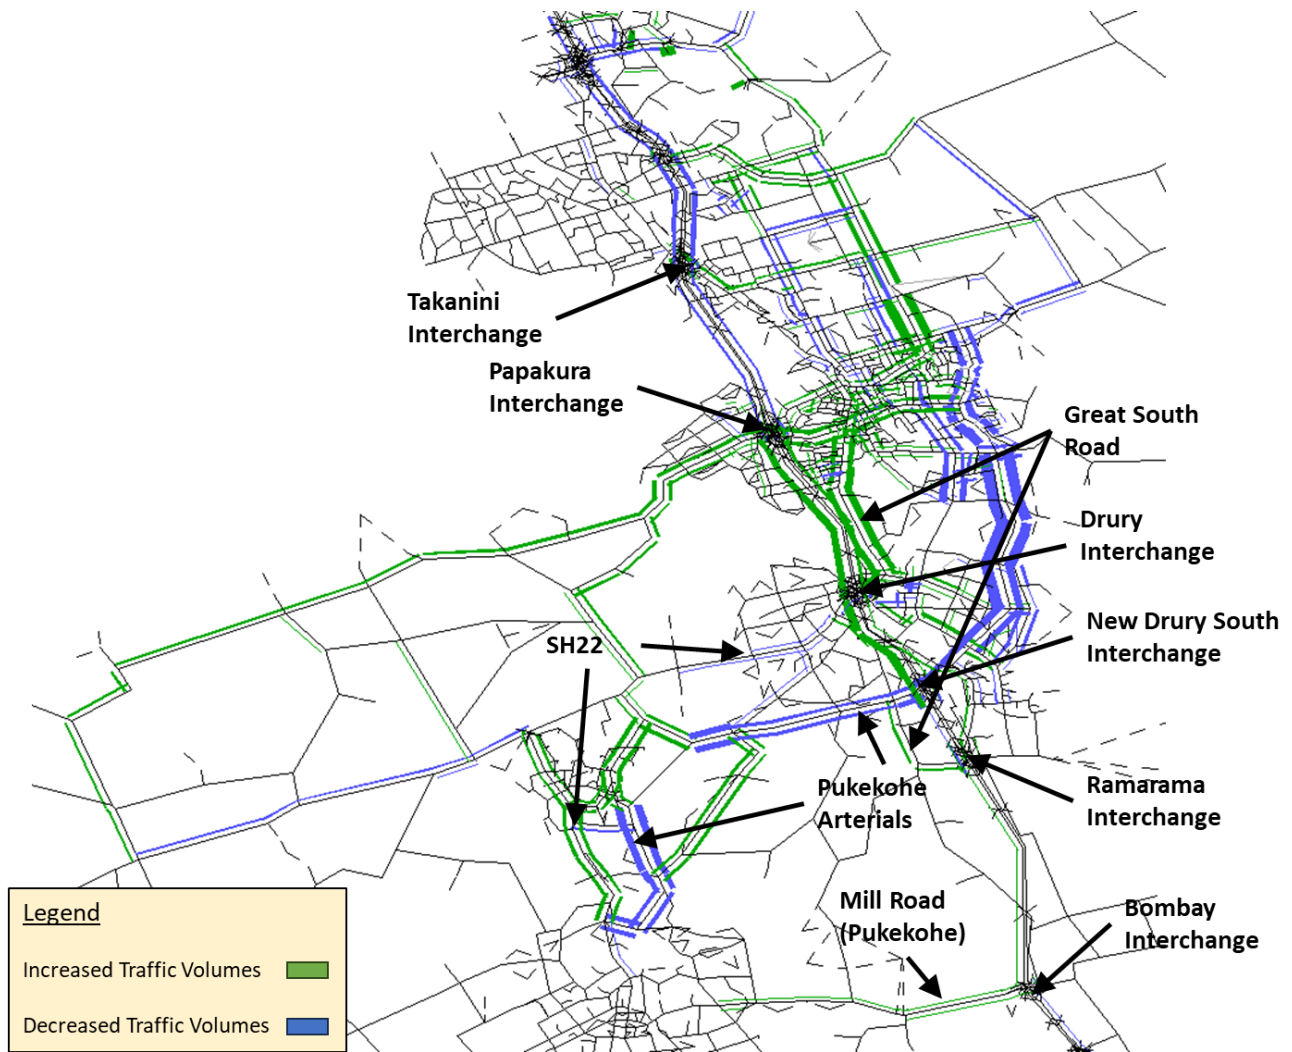 Takanini
Interchange
Papakura
Interchange
Great South
Road
Drury
Interchange
New Drury South
Interchange
SH22
Pukekohe
Arterials
Ramarama
Interchange
Mill Road
(Pukekohe)
Bombay
Interchange
Legend
Increased Traffic Volumes
Decreased Traffic Volumes